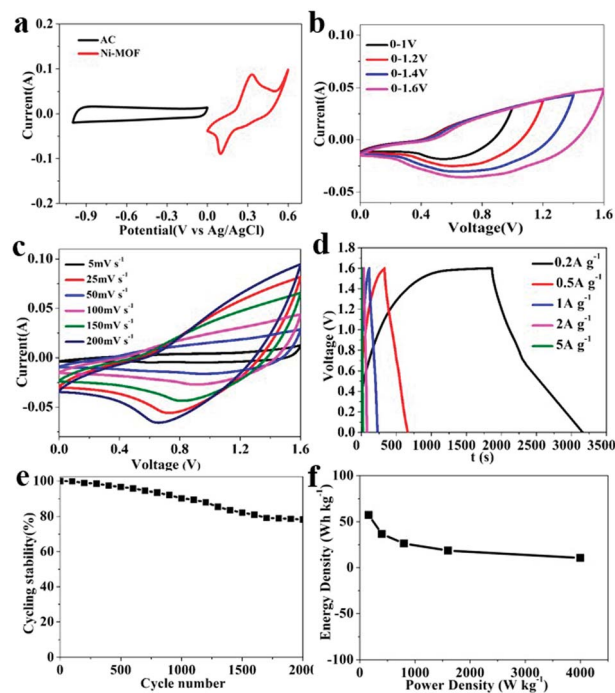 a
AC
Ni-MOF
Current(A)
0.2
0.1
0.0
-0.1
-0.2
-0.9 -0.6 -0.3 0.0 0.3 0.6
Potential(V vs Ag/AgCl)
b
0-1V
0-1.2V
0-1.4V
0-1.6V
Current(A)
0.10
0.05
0.00
-0.05
0.0 0.4 0.8 1.2 1.6
Voltage(V)
c
5mV s-1
25mV s-1
50mV s-1
100mV s-1
150mV s-1
200mV s-1
Current(A)
0.10
0.05
0.00
-0.05
0.0 0.4 0.8 1.2 1.6
Voltage (V)
d
0.2A g-1
0.5A g-1
1A g-1
2A g-1
5A g-1
Voltage (V)
1.8
1.6
1.4
1.2
1.0
0.8
0.6
0.4
0.2
0.0
0 500 1000 1500 2000 2500 3000 3500
t (s)
e
Cycling stability(%)
100
80
60
40
20
0
0 500 1000 1500 2000
Cycle number
f
Energy Density (Wh kg-1)
100
50
0
-50
-100
0 1000 2000 3000 4000
Power Density (W kg-1)